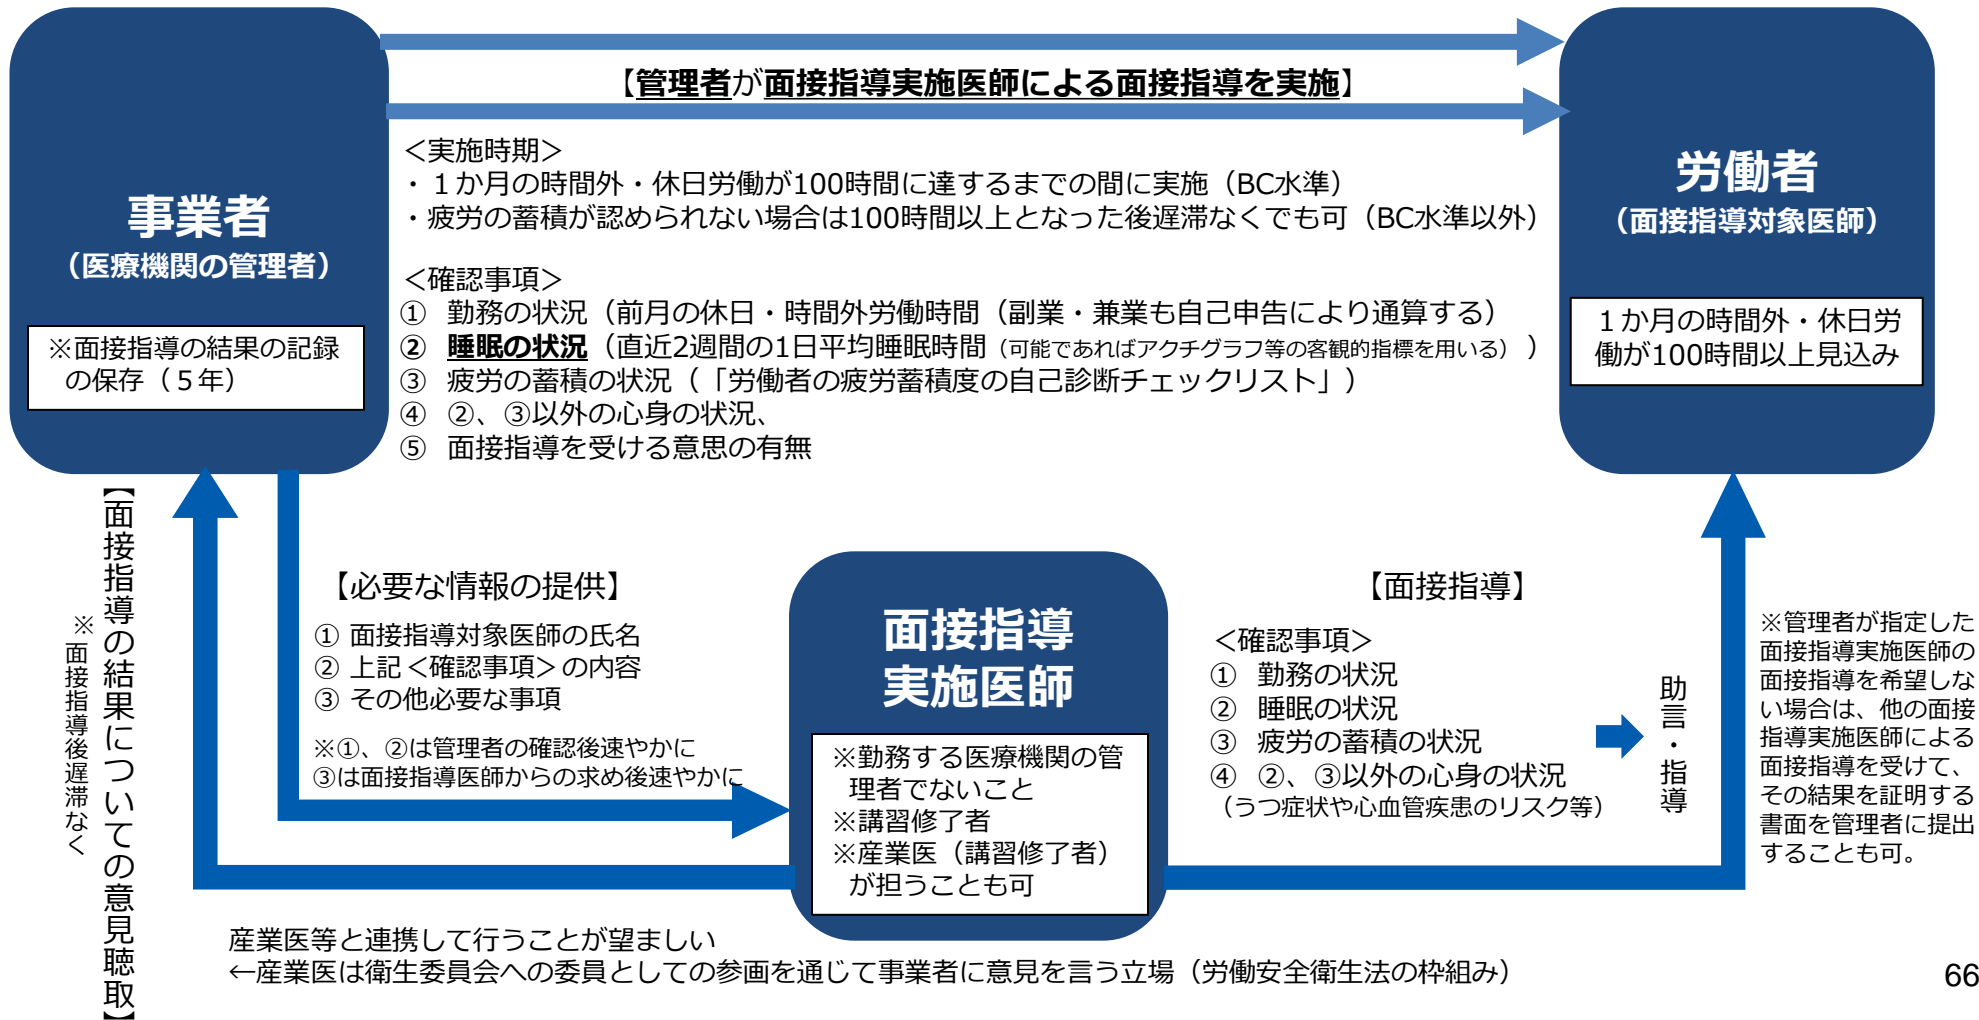 【管理者が面接指導実施医師による面接指導を実施】
事業者
（医療機関の管理者）
※面接指導の結果の記録
の保存（５年）
＜実施時期＞
・１か月の時間外・休日労働が100時間に達するまでの間に実施（BC水準）
・疲労の蓄積が認められない場合は100時間以上となった後遅滞なくでも可（BC水準以外）
＜確認事項＞
① 勤務の状況（前月の休日・時間外労働時間（副業・兼業も自己申告により通算する）
② 睡眠の状況（直近2週間の1日平均睡眠時間（可能であればアクチグラフ等の客観的指標を用いる））
③ 疲労の蓄積の状況（「労働者の疲労蓄積度の自己診断チェックリスト」）
④ ②、③以外の心身の状況、
⑤ 面接指導を受ける意思の有無
労働者
（面接指導対象医師）
１か月の時間外・休日労
働が100時間以上見込み
【面接指導の結果についての意見聴取】
※面接指導後遅滞なく
【必要な情報の提供】
① 面接指導対象医師の氏名
② 上記＜確認事項＞の内容
③ その他必要な事項
※①、②は管理者の確認後速やかに
③は面接指導医師からの求め後速やかに
面接指導
実施医師
※勤務する医療機関の管
理者でないこと
※講習修了者
※産業医（講習修了者）
が担うことも可
【面接指導】
＜確認事項＞
① 勤務の状況
② 睡眠の状況
③ 疲労の蓄積の状況
④ ②、③以外の心身の状況
（うつ症状や心血管疾患のリスク等）
助言・指導
※管理者が指定した
面接指導実施医師の
面接指導を希望しな
い場合は、他の面接
指導実施医師による
面接指導を受けて、
その結果を証明する
書面を管理者に提出
することも可。
産業医等と連携して行うことが望ましい
←産業医は衛生委員会への委員としての参画を通じて事業者に意見を言う立場（労働安全衛生法の枠組み）
66